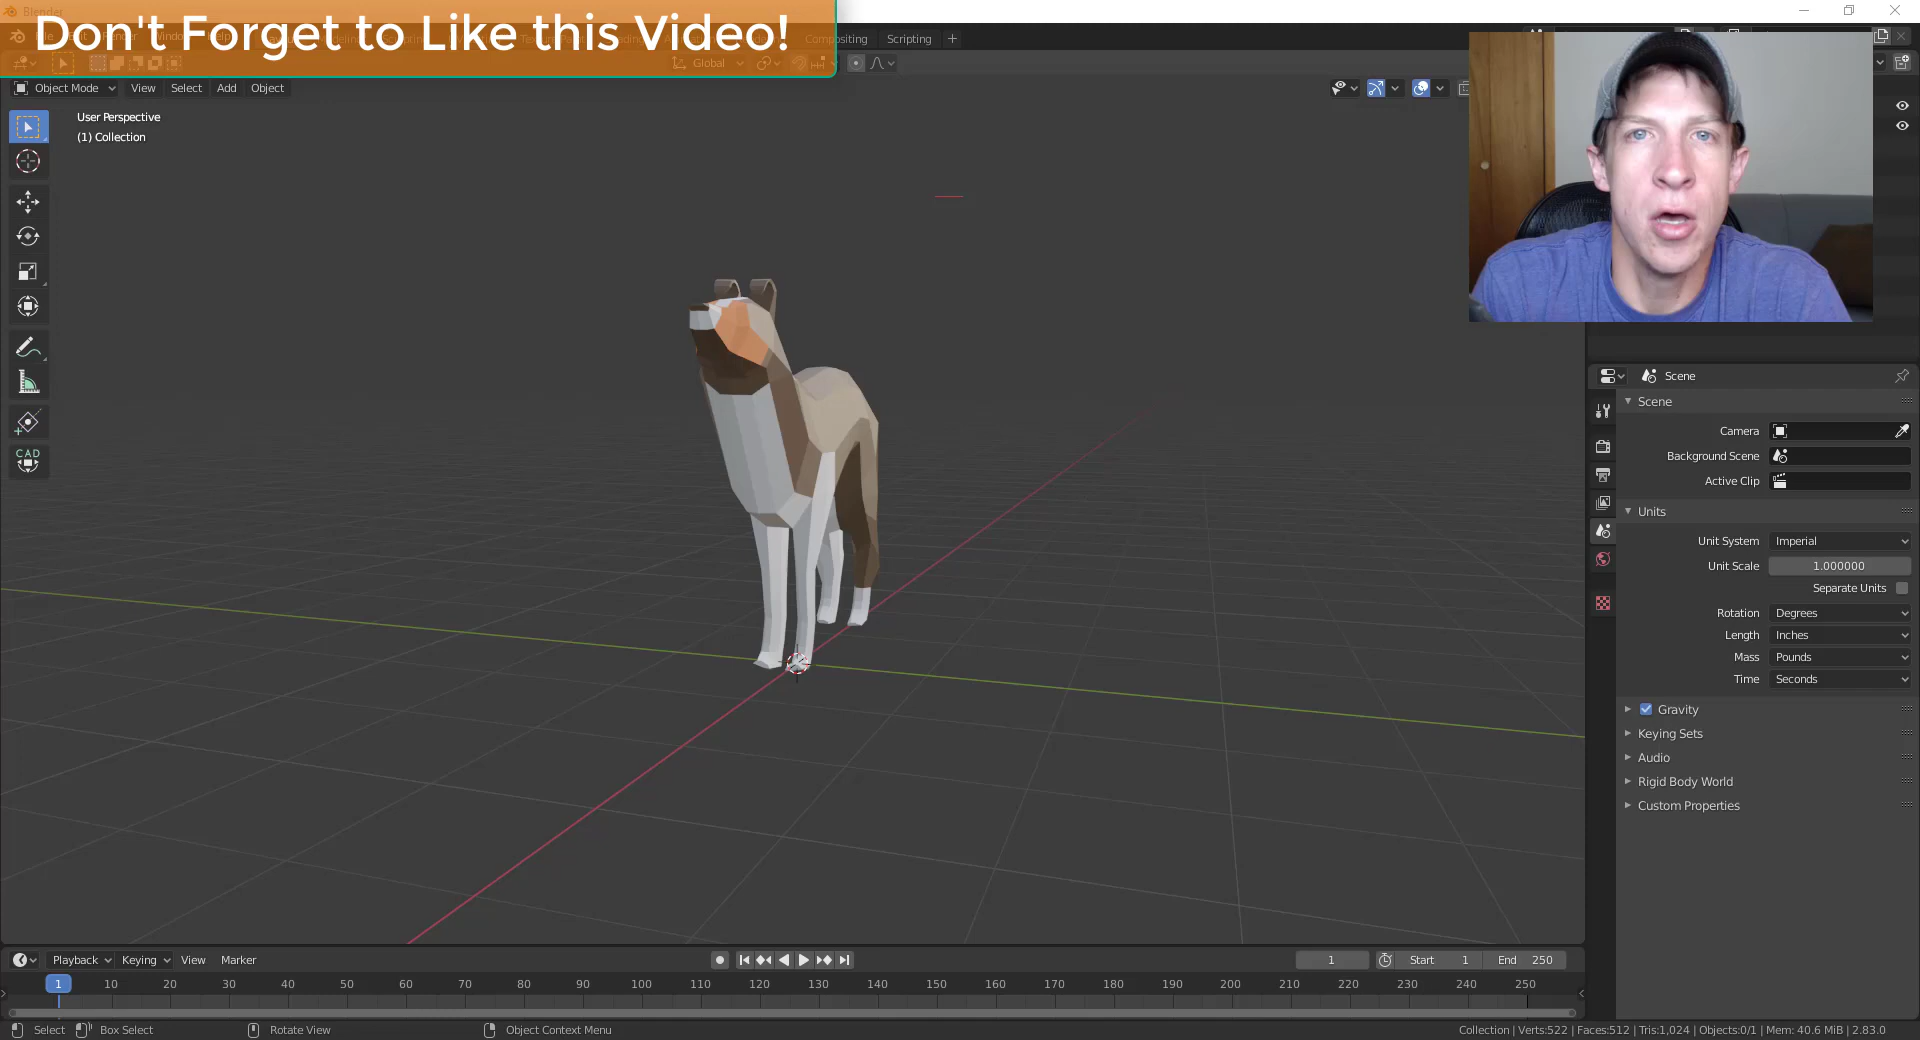 Don't Forget to Like this Video!
Compositing
Scripting
Global
Object Mode
View
Select
Add
Object
User Perspective
(1) Collection
CAD
Scene
Scene
Camera
Background Scene
Active Clip
Units
Unit System Imperial
Unit Scale 1.000000
Separate Units
Rotation Degrees
Length Inches
Mass Pounds
Time Seconds
Gravity
Keying Sets
Audio
Rigid Body World
Custom Properties
Playback Keying View Marker
1 Start 1 End 250
1 10 20 30 40 50 60 70 80 90 100 110 120 130 140 150 160 170 180 190 200 210 220 230 240 250
Select Box Select Rotate View Object Context Menu
Collection | Verts:522 | Faces:512 | Tris:1,024 | Objects:0/1 | Mem: 40.6 MiB | 2.83.0